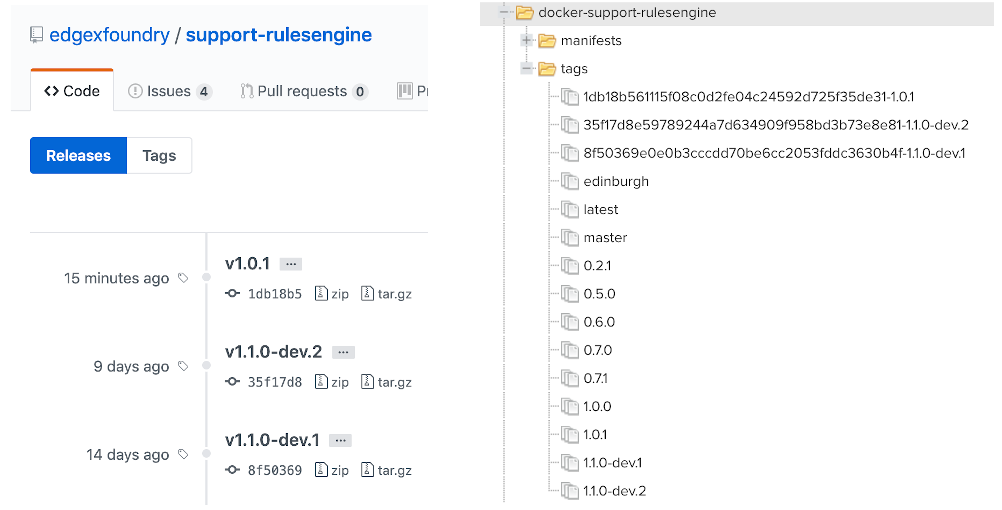 edgexfoundry / support-rulesengine
<> Code
Issues 4
Pull requests 0
Releases
Tags
15 minutes ago
v1.0.1 ...
1db18b5 zip tar.gz
9 days ago
v1.1.0-dev.2 ...
35f17d8 zip tar.gz
14 days ago
v1.1.0-dev.1 ...
8f50369 zip tar.gz
docker-support-rulesengine
manifests
tags
1db18b561115f08c0d2fe04c24592d725f35de31-1.0.1
35f17d8e59789244a7d634909f958bd3b73e8e81-1.1.0-dev.2
8f50369e0e0b3cccdd70be6cc2053fddc3630b4f-1.1.0-dev.1
edinburgh
latest
master
0.2.1
0.5.0
0.6.0
0.7.0
0.7.1
1.0.0
1.0.1
1.1.0-dev.1
1.1.0-dev.2